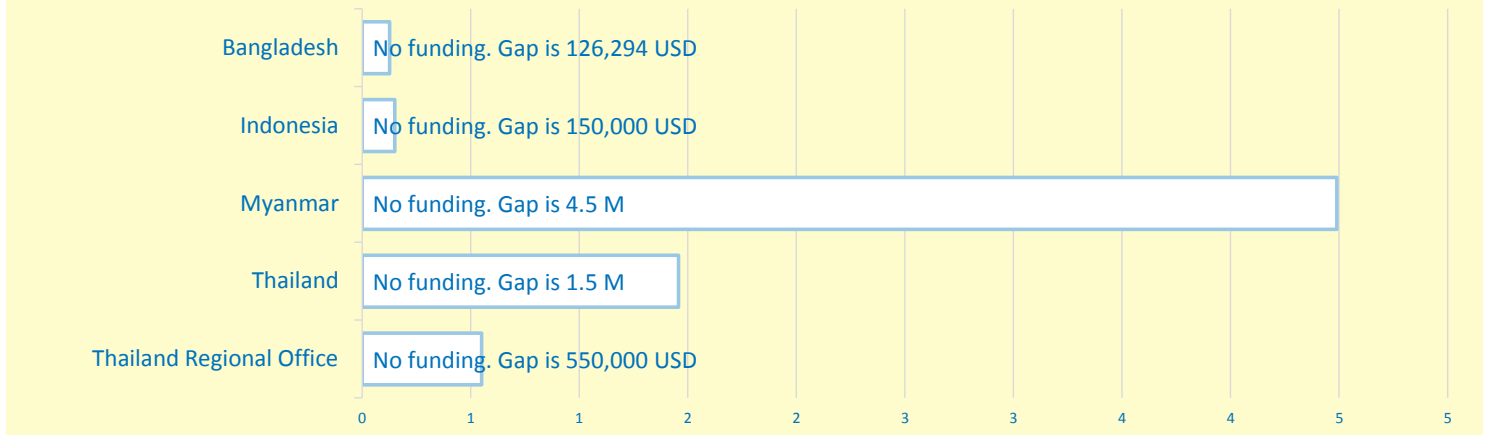 Bangladesh No funding. Gap is 126,294 USD
Indonesia No funding. Gap is 150,000 USD
Myanmar No funding. Gap is 4.5 M
Thailand No funding. Gap is 1.5 M
Thailand Regional Office No funding. Gap is 550,000 USD
0 1 1 2 2 3 3 4 4 5 5